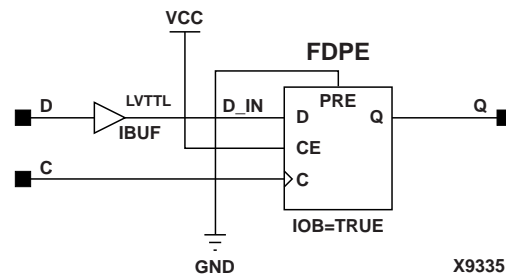 VCC
FDPE
D
LVTTL
IBUF
D_IN
PRE
D
Q
Q
CE
C
C
IOB=TRUE
GND
X9335